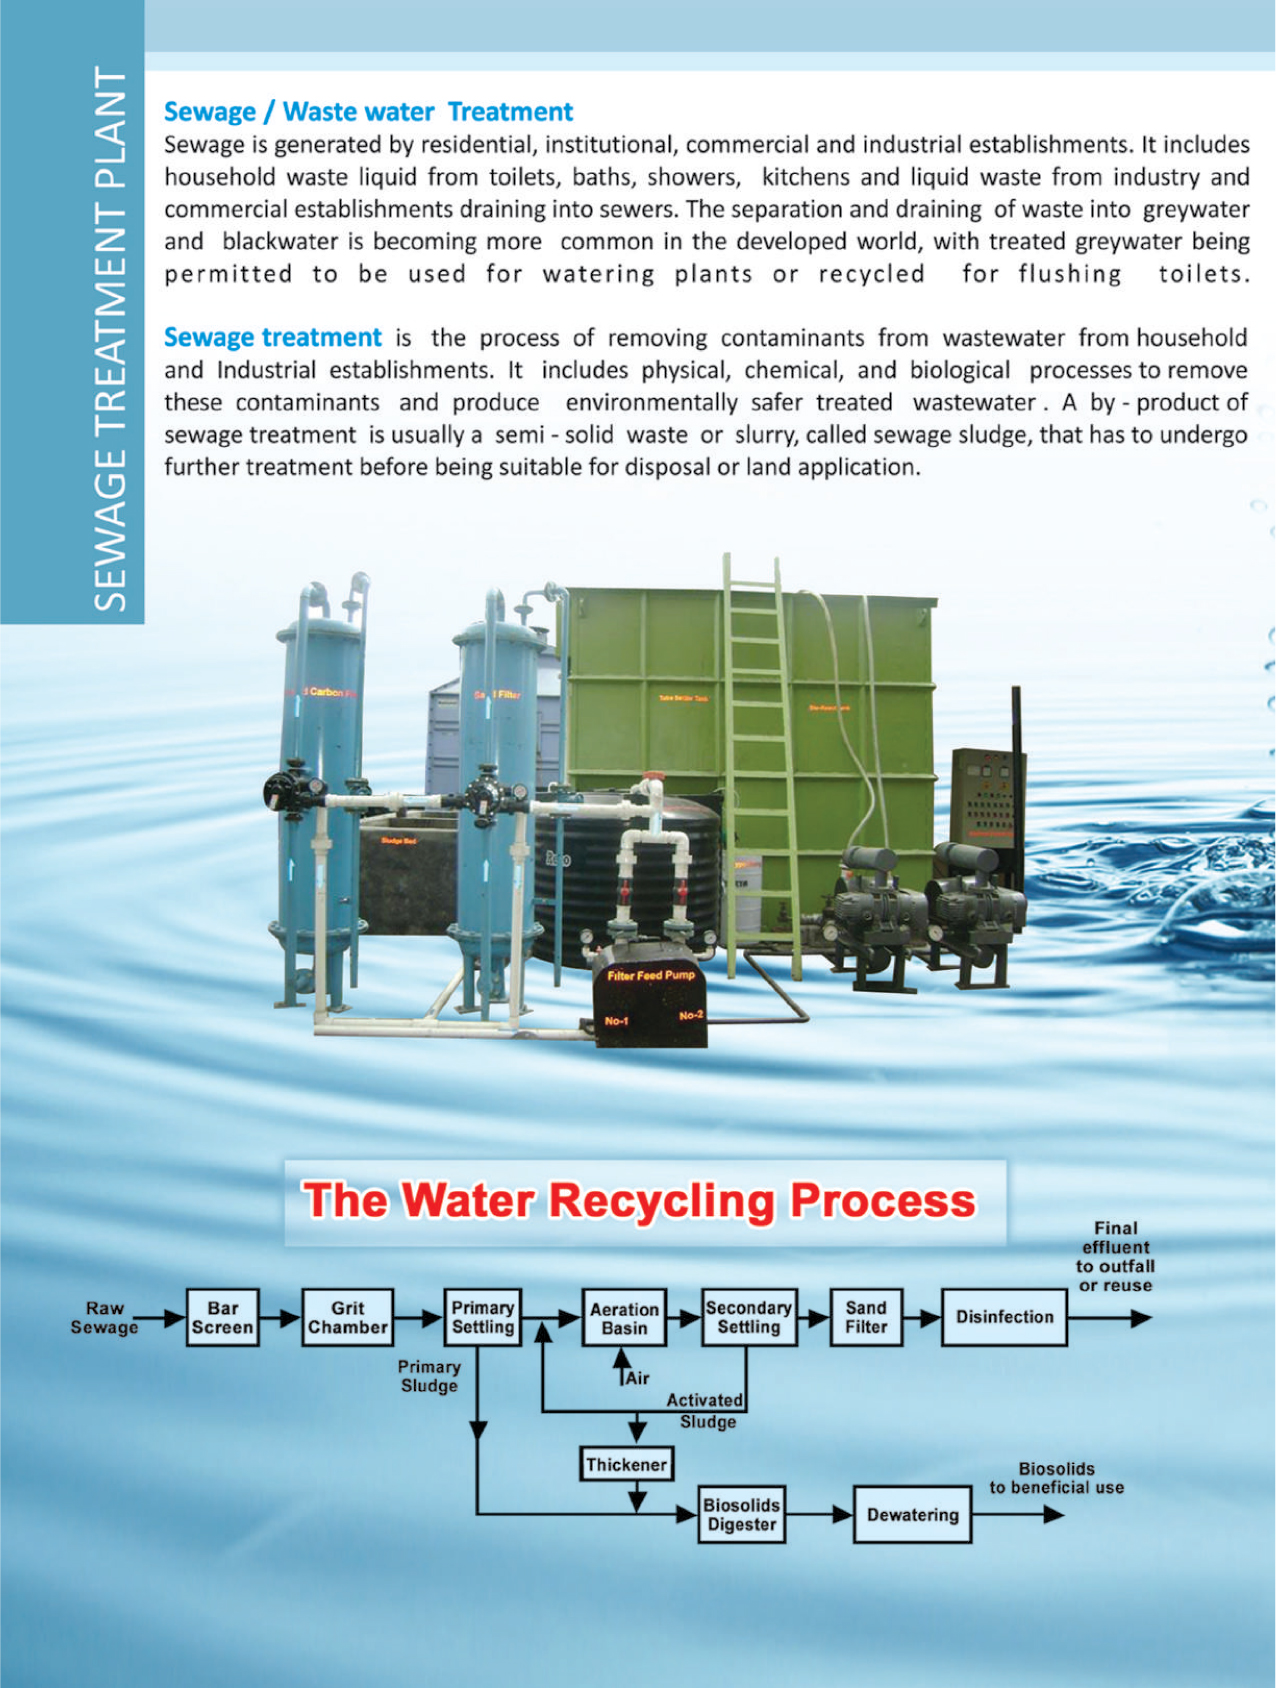 SEWAGE TREATMENT PLANT
Sewage / Waste water Treatment
Sewage is generated by residential, institutional, commercial and industrial establishments. It includes
household waste liquid from toilets, baths, showers, kitchens and liquid waste from industry and
commercial establishments draining into sewers. The separation and draining of waste into greywater
and blackwater is becoming more common in the developed world, with treated greywater being
permitted to be used for watering plants or recycled for flushing toilets.
Sewage treatment is the process of removing contaminants from wastewater from household
and Industrial establishments. It includes physical, chemical, and biological processes to remove
these contaminants and produce environmentally safer treated wastewater . A by - product of
sewage treatment is usually a semi - solid waste or slurry, called sewage sludge, that has to undergo
further treatment before being suitable for disposal or land application.
Carbon
Filter
Tube Settler Tank
Sludge Bed
Filter Feed Pump
No-1
No-2
The Water Recycling Process
Final
effluent
to outfall
or reuse
Raw
Sewage
Bar
Screen
Grit
Chamber
Primary
Settling
Aeration
Basin
Secondary
Settling
Sand
Filter
Disinfection
Primary
Sludge
Air
Activated
Sludge
Thickener
Biosolids
Digester
Dewatering
Biosolids
to beneficial use